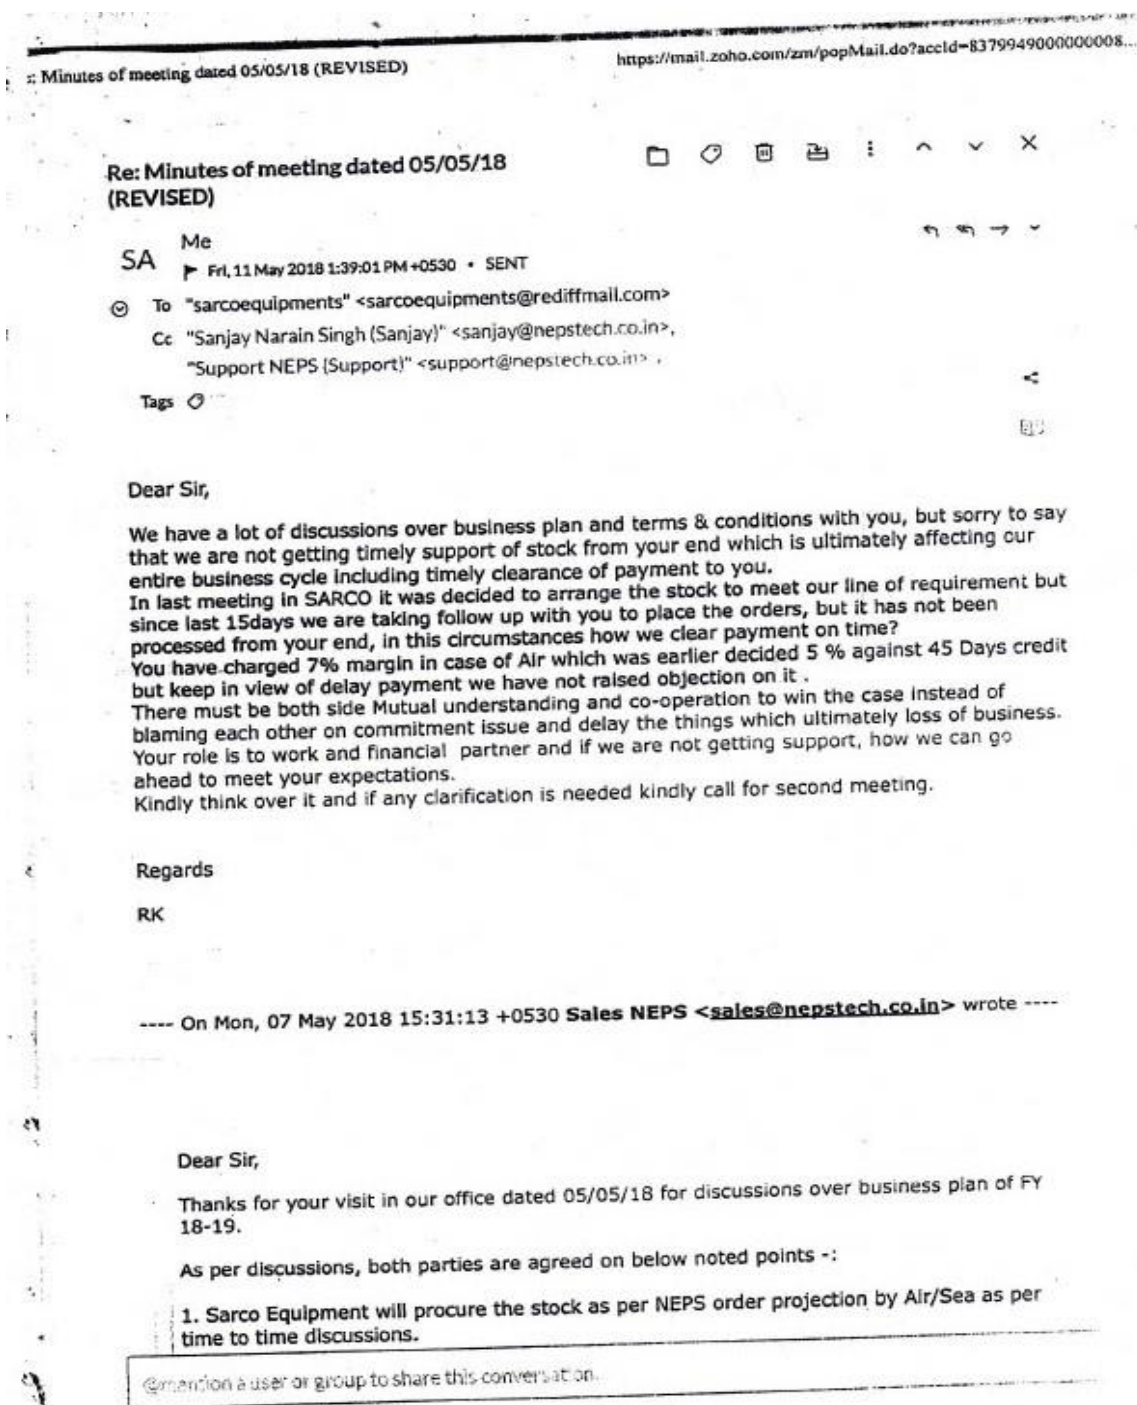 :: Minutes of meeting dated 05/05/18 (REVISED)
https://mail.zoho.com/zm/popMail.do?accId=8379949000000008...
Re: Minutes of meeting dated 05/05/18
(REVISED)
SA
Me
Fri, 11 May 2018 1:39:01 PM +0530 • SENT
To "sarcoequipments" <sarcoequipments@rediffmail.com>
Cc "Sanjay Narain Singh (Sanjay)" <sanjay@nepstech.co.in>,
"Support NEPS (Support)" <support@nepstech.co.in> ,
Tags
Dear Sir,
We have a lot of discussions over business plan and terms & conditions with you, but sorry to say
that we are not getting timely support of stock from your end which is ultimately affecting our
entire business cycle including timely clearance of payment to you.
In last meeting in SARCO it was decided to arrange the stock to meet our line of requirement but
since last 15days we are taking follow up with you to place the orders, but it has not been
processed from your end, in this circumstances how we clear payment on time?
You have charged 7% margin in case of Air which was earlier decided 5 % against 45 Days credit
but keep in view of delay payment we have not raised objection on it .
There must be both side Mutual understanding and co-operation to win the case instead of
blaming each other on commitment issue and delay the things which ultimately loss of business.
Your role is to work and financial partner and if we are not getting support, how we can go
ahead to meet your expectations.
Kindly think over it and if any clarification is needed kindly call for second meeting.
Regards
RK
---- On Mon, 07 May 2018 15:31:13 +0530 Sales NEPS <sales@nepstech.co.in> wrote ----
Dear Sir,
Thanks for your visit in our office dated 05/05/18 for discussions over business plan of FY
18-19.
As per discussions, both parties are agreed on below noted points -:
1. Sarco Equipment will procure the stock as per NEPS order projection by Air/Sea as per
time to time discussions.
@mention a user or group to share this conversation.